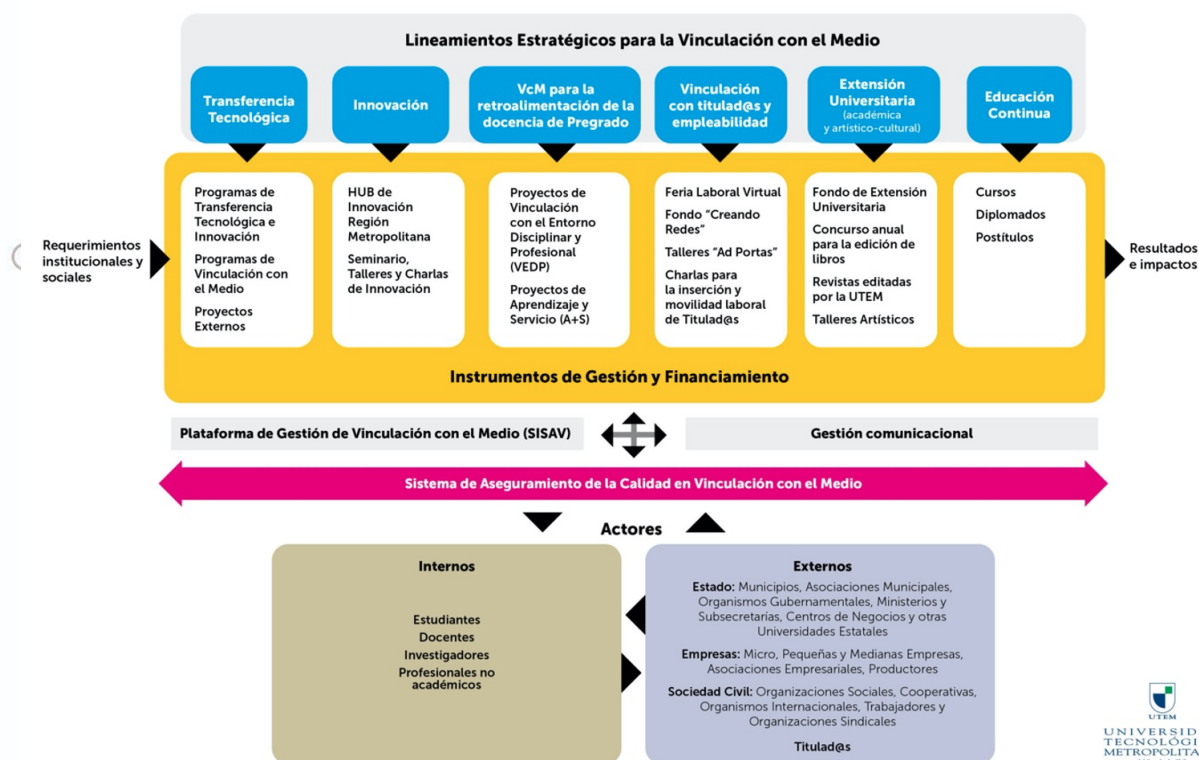 Lineamientos Estratégicos para la Vinculación con el Medio
Transferencia
Tecnológica
Innovación
VcM para la
retroalimentación de la
docencia de Pregrado
Vinculación
con titulad@s y
empleabilidad
Extensión
Universitaria
(académica
y artístico-cultural)
Educación
Continua
Requerimientos
institucionales y
sociales
Programas de
Transferencia
Tecnológica e
Innovación
Programas de
Vinculación con
el Medio
Proyectos
Externos
HUB de
Innovación
Región
Metropolitana
Seminario,
Talleres y Charlas
de Innovación
Proyectos de
Vinculación
con el Entorno
Disciplinar y
Profesional
(VEDP)
Proyectos de
Aprendizaje y
Servicio (A+S)
Feria Laboral Virtual
Fondo "Creando
Redes"
Talleres "Ad Portas"
Charlas para
la inserción y
movilidad laboral
de Titulad@s
Fondo de Extensión
Universitaria
Concurso anual
para la edición de
libros
Revistas editadas
por la UTEM
Talleres Artísticos
Cursos
Diplomados
Postítulos
Resultados
e impactos
Instrumentos de Gestión y Financiamiento
Plataforma de Gestión de Vinculación con el Medio (SISAV)
Gestión comunicacional
Sistema de Aseguramiento de la Calidad en Vinculación con el Medio
Actores
Internos
Estudiantes
Docentes
Investigadores
Profesionales no
académicos
Externos
Estado: Municipios, Asociaciones Municipales,
Organismos Gubernamentales, Ministerios y
Subsecretarías, Centros de Negocios y otras
Universidades Estatales
Empresas: Micro, Pequeñas y Medianas Empresas,
Asociaciones Empresariales, Productores
Sociedad Civil: Organizaciones Sociales, Cooperativas,
Organismos Internacionales, Trabajadores y
Organizaciones Sindicales
Titulad@s
UTEM
UNIVERSID
TECNOLÓGI
METROPOLITA